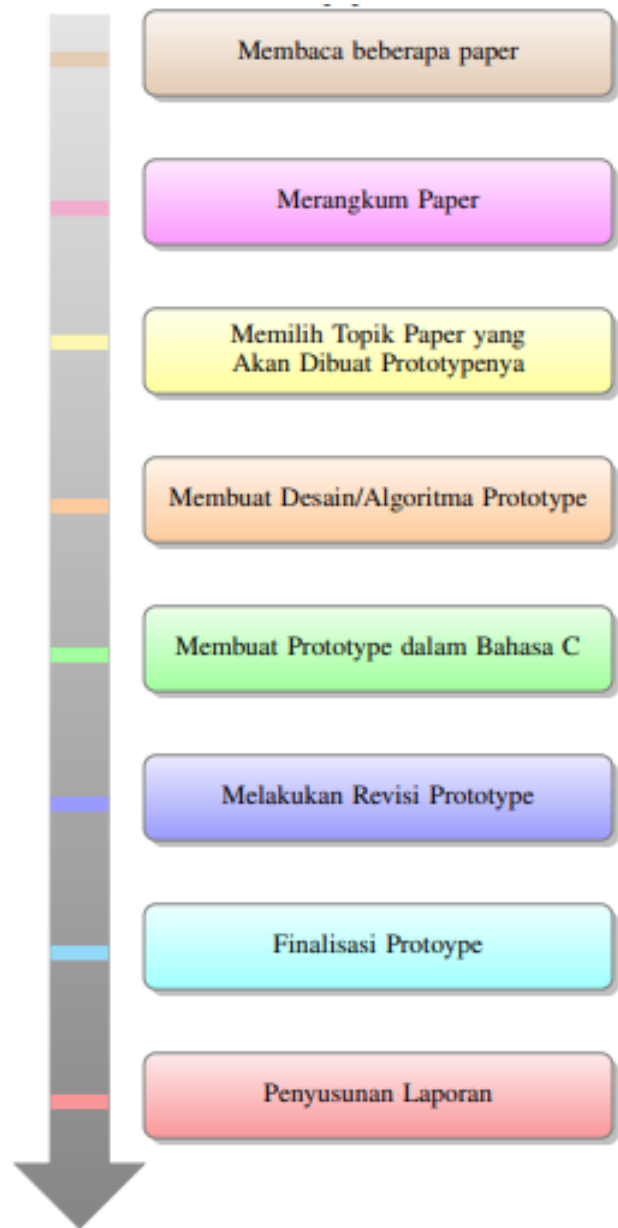 Membaca beberapa paper
Merangkum Paper
Memilih Topik Paper yang
Akan Dibuat Prototypenya
Membuat Desain/Algoritma Prototype
Membuat Prototype dalam Bahasa C
Melakukan Revisi Prototype
Finalisasi Protoype
Penyusunan Laporan